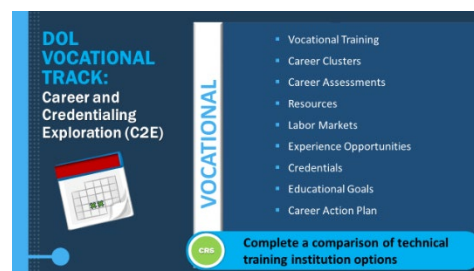 DOL
VOCATIONAL
TRACK:
Career and
Credentialing
Exploration (C2E)
VOCATIONAL
Vocational Training
Career Clusters
Career Assessments
Resources
Labor Markets
Experience Opportunities
Credentials
Educational Goals
Career Action Plan
CRS
Complete a comparison of technical
training institution options